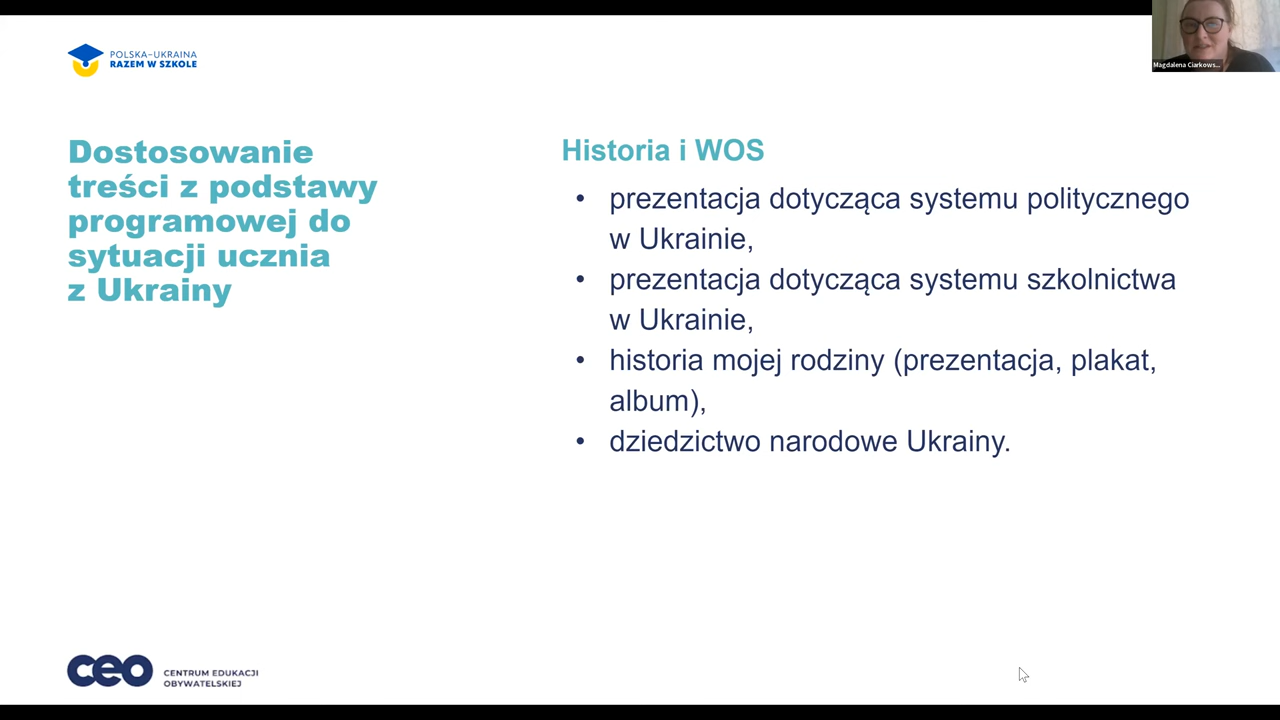 POLSKA-UKRAINA
RAZEM W SZKOLE
Magdalena Ciarkows...
Dostosowanie
treści z podstawy
programowej do
sytuacji ucznia
z Ukrainy
Historia i WOS
• prezentacja dotycząca systemu politycznego
w Ukrainie,
• prezentacja dotycząca systemu szkolnictwa
w Ukrainie,
• historia mojej rodziny (prezentacja, plakat,
album),
• dziedzictwo narodowe Ukrainy.
ceo
CENTRUM EDUKACJI
OBYWATELSKIEJ